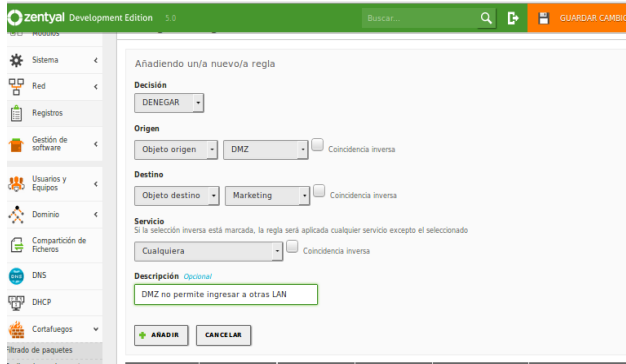 zentyal Development Edition 5.0
Buscar...
GUARDAR CAMBIO
Módulos
Sistema
Red
Registros
Gestión de
software
Usuarios y
Equipos
Dominio
Compartición de
Ficheros
DNS
DHCP
Cortafuegos
Filtrado de paquetes
Añadiendo un/a nuevo/a regla
Decisión
DENEGAR
Origen
Objeto origen DMZ Coincidencia inversa
Destino
Objeto destino Marketing Coincidencia inversa
Servicio
Si la selección inversa está marcada, la regla será aplicada cualquier servicio excepto el seleccionado
Cualquiera Coincidencia inversa
Descripción Opcional
DMZ no permite ingresar a otras LAN
AÑADIR CANCELAR